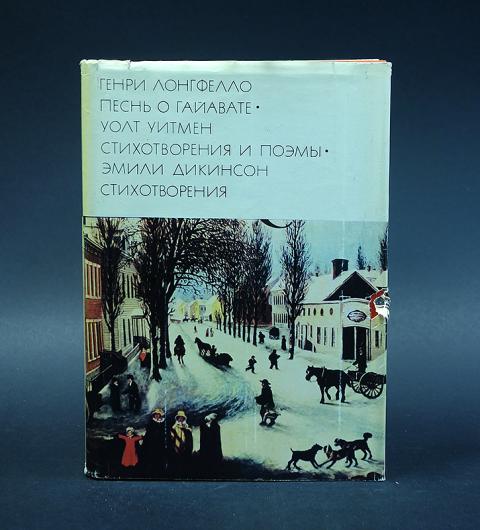 ГЕНРИ ЛОНГФЕЛЛО
ПЕСНЬ О ГАЙАВАТЕ •
УОЛТ УИТМЕН
СТИХОТВОРЕНИЯ И ПОЭМЫ •
ЭМИЛИ ДИКИНСОН
СТИХОТВОРЕНИЯ